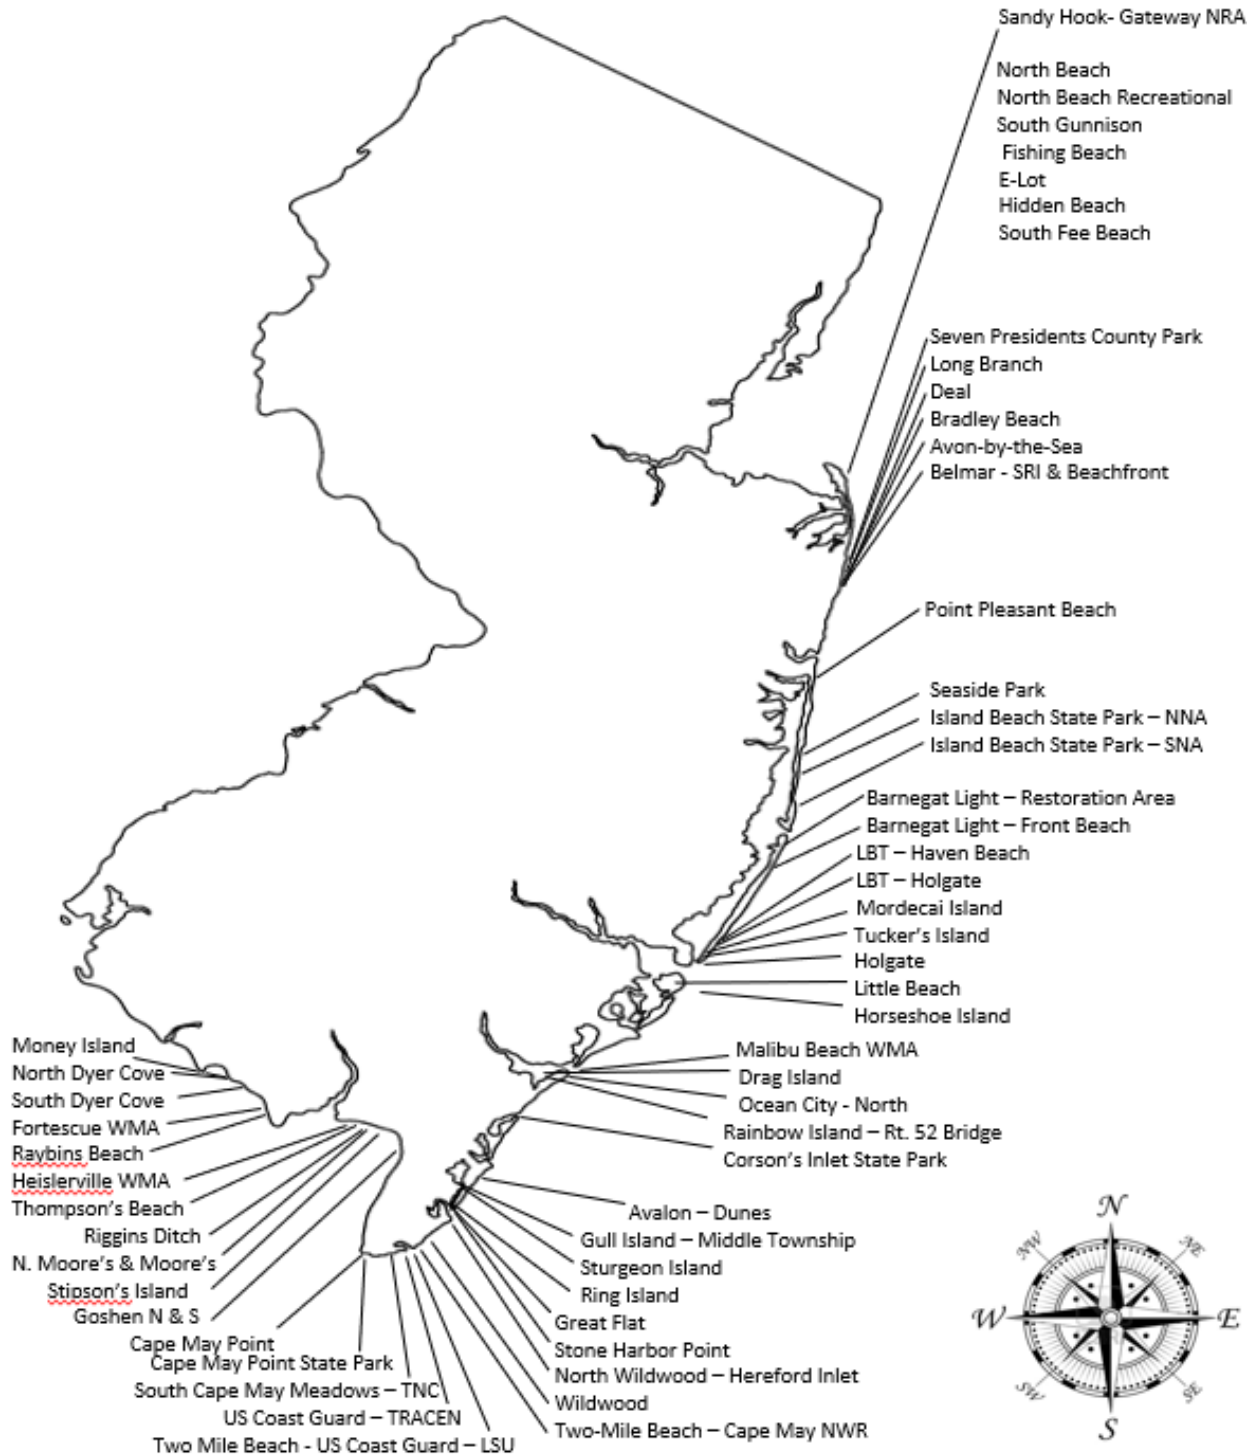 Sandy Hook- Gateway NRA
North Beach
North Beach Recreational
South Gunnison
Fishing Beach
E-Lot
Hidden Beach
South Fee Beach
Seven Presidents County Park
Long Branch
Deal
Bradley Beach
Avon-by-the-Sea
Belmar - SRI & Beachfront
Point Pleasant Beach
Seaside Park
Island Beach State Park – NNA
Island Beach State Park – SNA
Barnegat Light – Restoration Area
Barnegat Light – Front Beach
LBT – Haven Beach
LBT – Holgate
Mordecai Island
Tucker's Island
Holgate
Little Beach
Horseshoe Island
Malibu Beach WMA
Drag Island
Ocean City - North
Rainbow Island – Rt. 52 Bridge
Corson's Inlet State Park
Avalon – Dunes
Gull Island – Middle Township
Sturgeon Island
Ring Island
Great Flat
Stone Harbor Point
North Wildwood – Hereford Inlet
Wildwood
Two-Mile Beach – Cape May NWR
Money Island
North Dyer Cove
South Dyer Cove
Fortescue WMA
Raybins Beach
Heislerville WMA
Thompson's Beach
Riggins Ditch
N. Moore's & Moore's
Stipson's Island
Goshen N & S
Cape May Point
Cape May Point State Park
South Cape May Meadows – TNC
US Coast Guard – TRACEN
Two Mile Beach - US Coast Guard – LSU
N
NW
NE
W
E
SW
SE
S